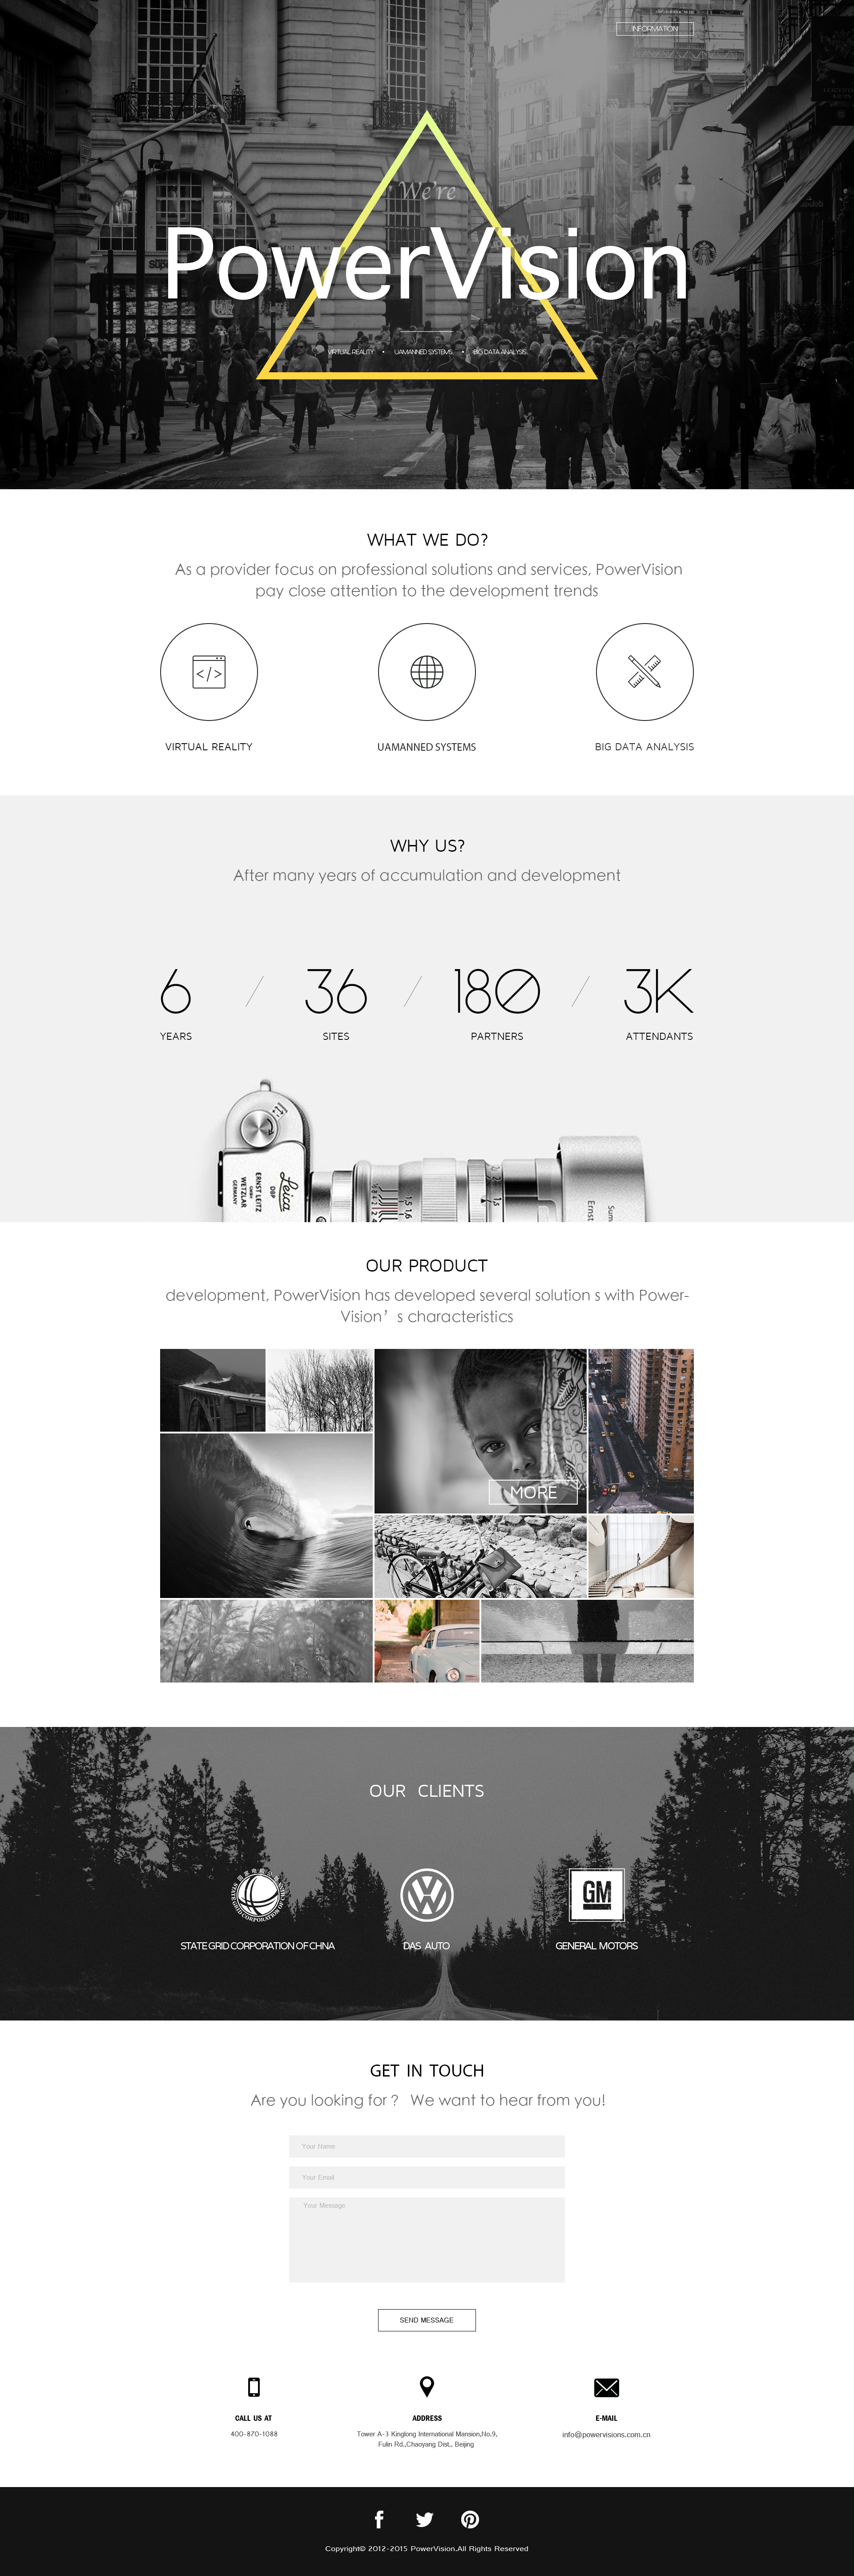 INFORMATION
We're
PowerVision
VIRTUAL REALITY • UAMANNED SYSTEMS • BIG DATA ANALYSIS
WHAT WE DO?
As a provider focus on professional solutions and services, PowerVision
pay close attention to the development trends
</>
VIRTUAL REALITY
UAMANNED SYSTEMS
BIG DATA ANALYSIS
WHY US?
After many years of accumulation and development
6 / 36 / 180 / 3K
YEARS
SITES
PARTNERS
ATTENDANTS
Leica
DBP
ERNST LEITZ
GMBH
WETZLAR
GERMANY
OUR PRODUCT
development, PowerVision has developed several solution s with Power-
Vision’ s characteristics
MORE
OUR CLIENTS
GM
STATE GRID CORPORATION OF CHNA
DAS AUTO
GENERAL MOTORS
GET IN TOUCH
Are you looking for ? We want to hear from you!
Your Name
Your Email
Your Message
SEND MESSAGE
CALL US AT
400-870-1088
ADDRESS
Tower A-3 Kinglong International Mansion,No.9,
Fulin Rd.,Chaoyang Dist., Beijing
E-MAIL
info@powervisions.com.cn
Copyright© 2012-2015 PowerVision.All Rights Reserved